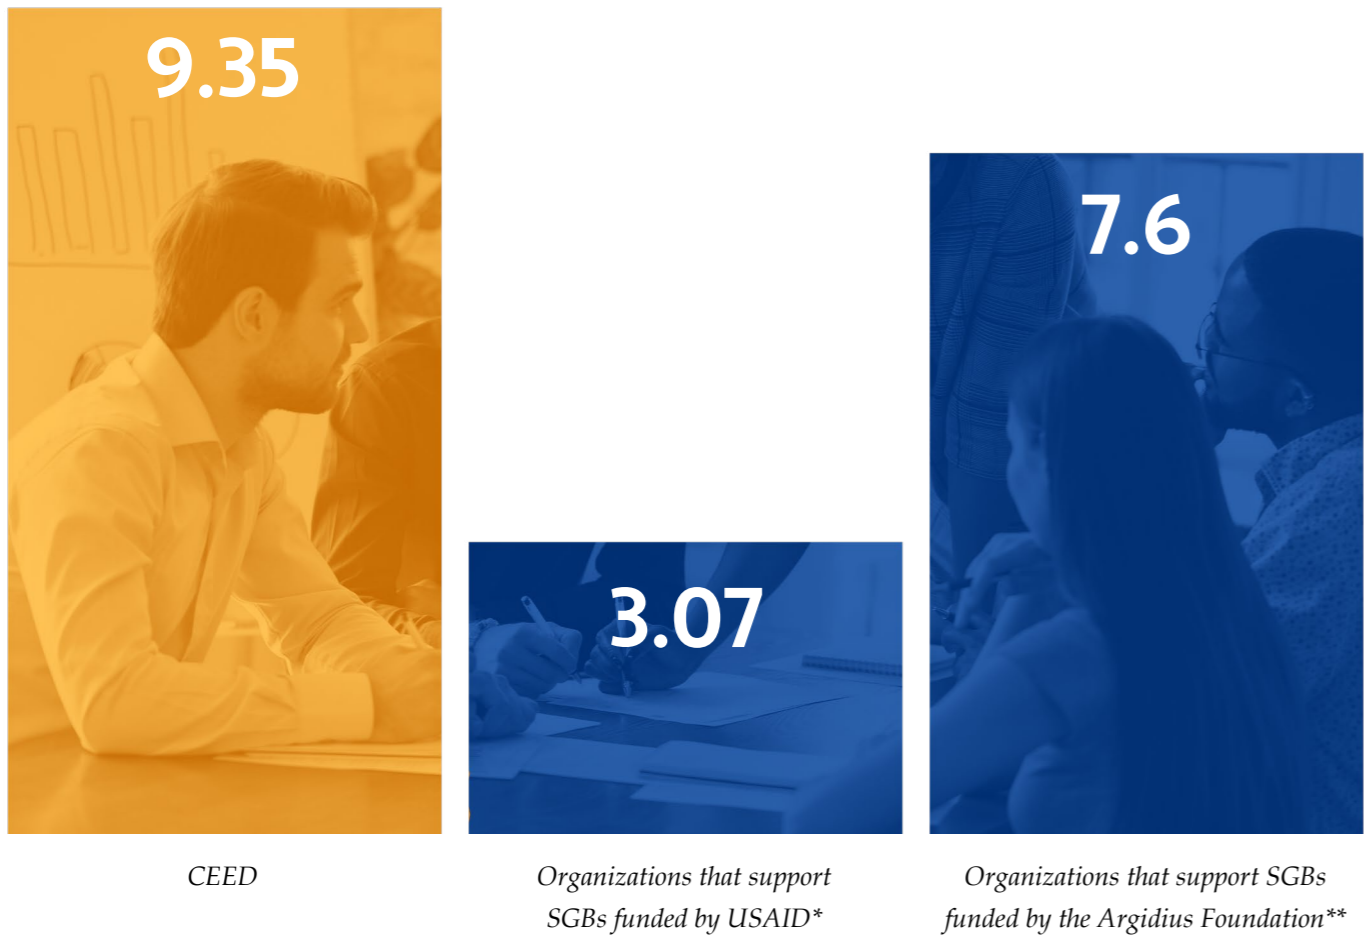 9.35
3.07
7.6
CEED
Organizations that support
SGBs funded by USAID*
Organizations that support SGBs
funded by the Argidius Foundation**